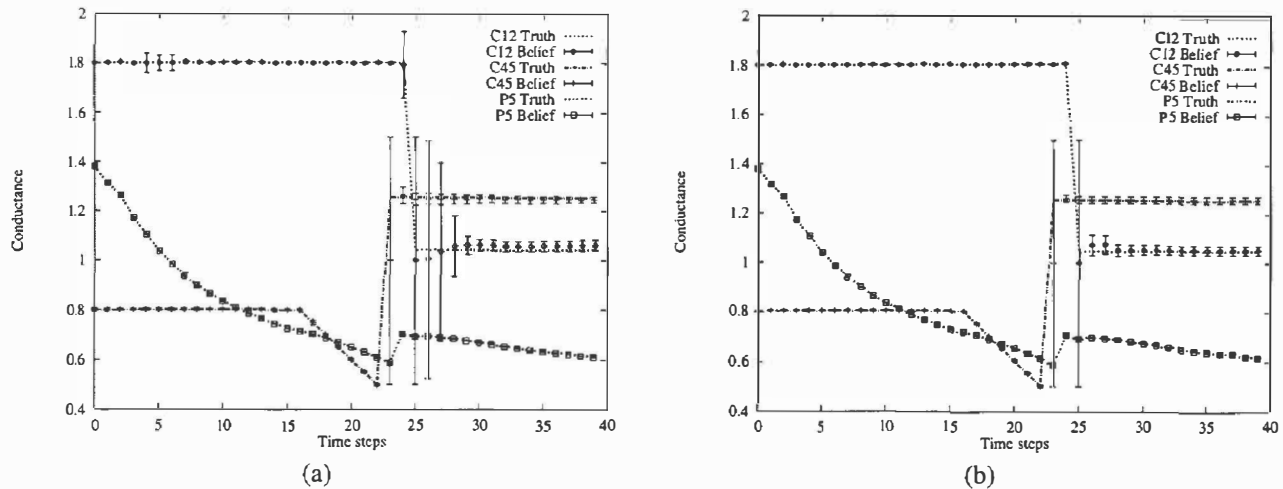 2
1.8
1.6
1.4
1.2
1
0.8
0.6
0.4
Conductance
C12 Truth
C12 Belief
C45 Truth
C45 Belief
P5 Truth
P5 Belief
0 5 10 15 20 25 30 35 40
Time steps
(a)
2
1.8
1.6
1.4
1.2
1
0.8
0.6
0.4
Conductance
C12 Truth
C12 Belief
C45 Truth
C45 Belief
P5 Truth
P5 Belief
0 5 10 15 20 25 30 35 40
Time steps
(b)